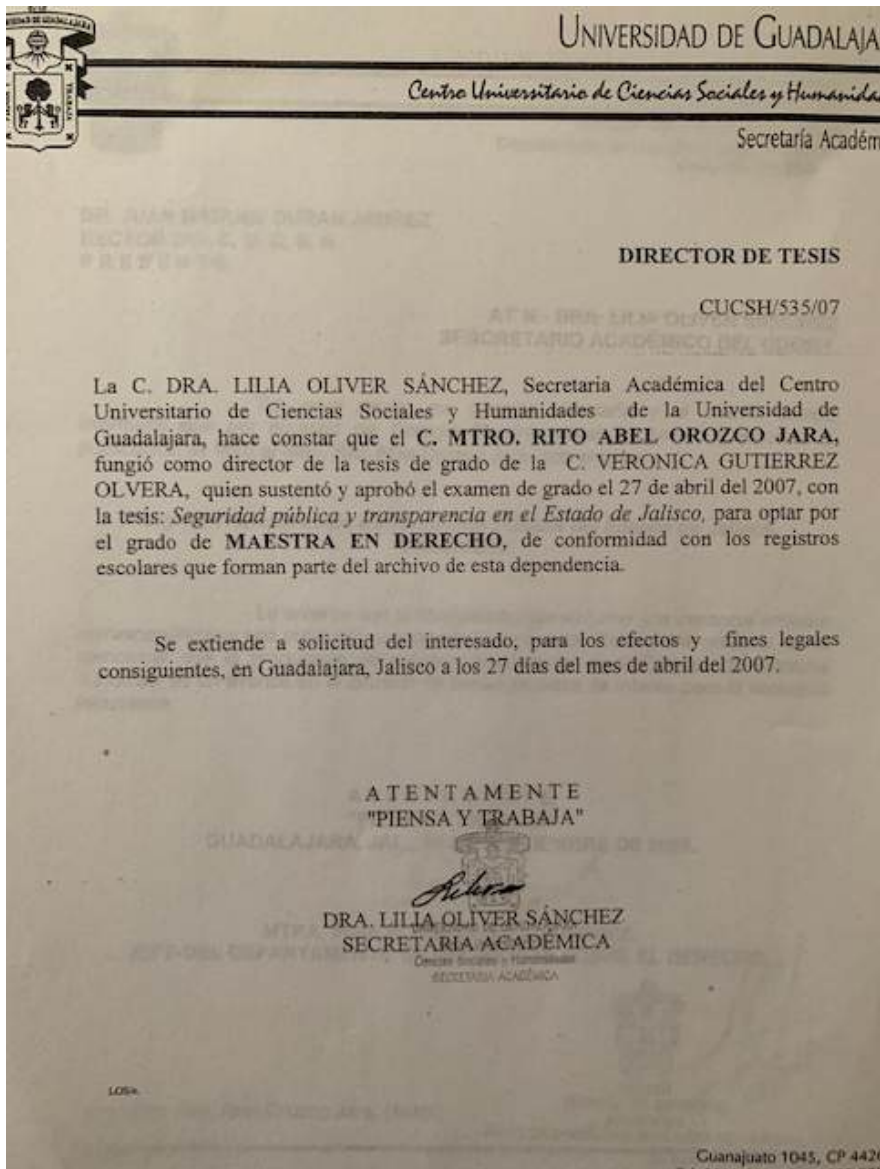 UNIVERSIDAD DE GUADALAJA
Centro Universitario de Ciencias Sociales y Humanida
Secretaría Académ
DIRECTOR DE TESIS
CUCSH/535/07
La C. DRA. LILIA OLIVER SÁNCHEZ, Secretaria Académica del Centro
Universitario de Ciencias Sociales y Humanidades de la Universidad de
Guadalajara, hace constar que el C. MTRO. RITO ABEL OROZCO JARA,
fungió como director de la tesis de grado de la C. VERONICA GUTIERREZ
OLVERA, quien sustentó y aprobó el examen de grado el 27 de abril del 2007, con
la tesis: Seguridad pública y transparencia en el Estado de Jalisco, para optar por
el grado de MAESTRA EN DERECHO, de conformidad con los registros
escolares que forman parte del archivo de esta dependencia.
Se extiende a solicitud del interesado, para los efectos y fines legales
consiguientes, en Guadalajara, Jalisco a los 27 días del mes de abril del 2007.
ATENTAMENTE
"PIENSA Y TRABAJA"
DRA. LILIA OLIVER SÁNCHEZ
SECRETARIA ACADÉMICA
Ciencias Sociales y Humanidades
SECRETARIA ACADÉMICA
Guanajuato 1045, CP 4426